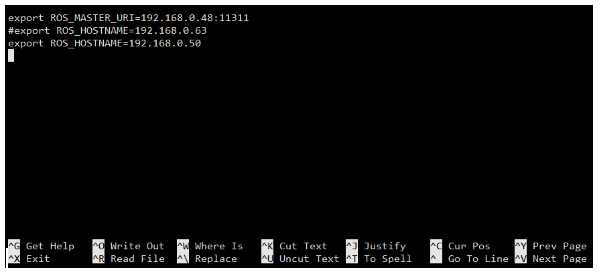 export ROS_MASTER_URI=192.168.0.48:11311
#export ROS_HOSTNAME=192.168.0.63
export ROS_HOSTNAME=192.168.0.50
^G Get Help ^O Write Out ^W Where Is ^K Cut Text ^J Justify ^C Cur Pos ^Y Prev Page
^X Exit ^R Read File ^\ Replace ^U Uncut Text ^T To Spell ^ Go To Line ^V Next Page